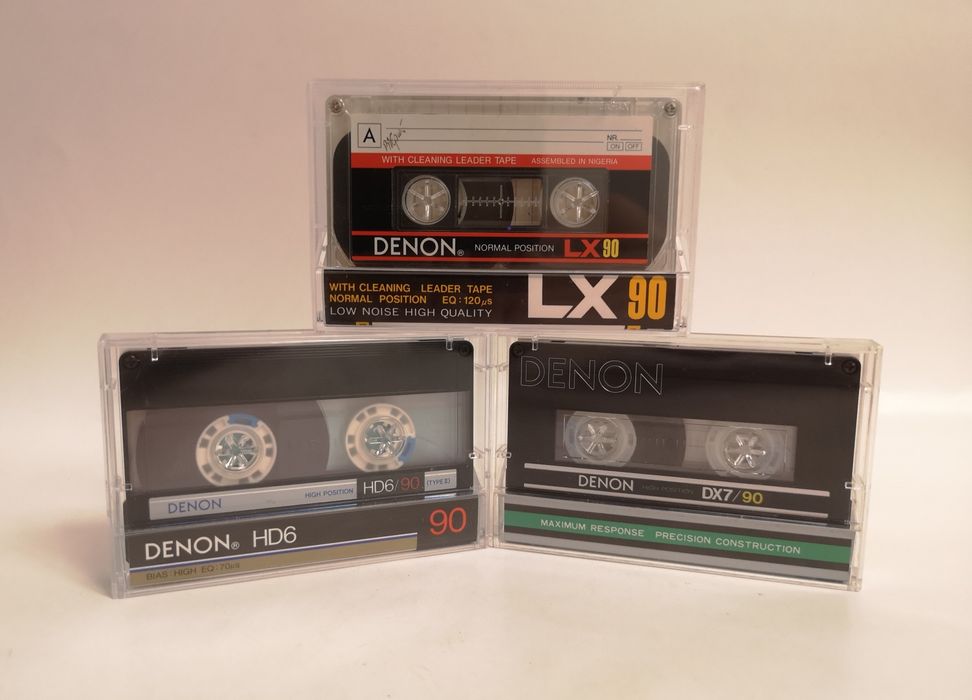 A
NR.
ON OFF
WITH CLEANING LEADER TAPE ASSEMBLED IN NIGERIA
DENON® NORMAL POSITION LX 90
WITH CLEANING LEADER TAPE
NORMAL POSITION EQ:120μs
LOW NOISE HIGH QUALITY
LX 90
DENON HIGH POSITION HD6/90 (TYPE II)
DENON® HD6 90
BIAS HIGH EQ:70μs
DENON
DENON HIGH POSITION DX7/90
MAXIMUM RESPONSE PRECISION CONSTRUCTION